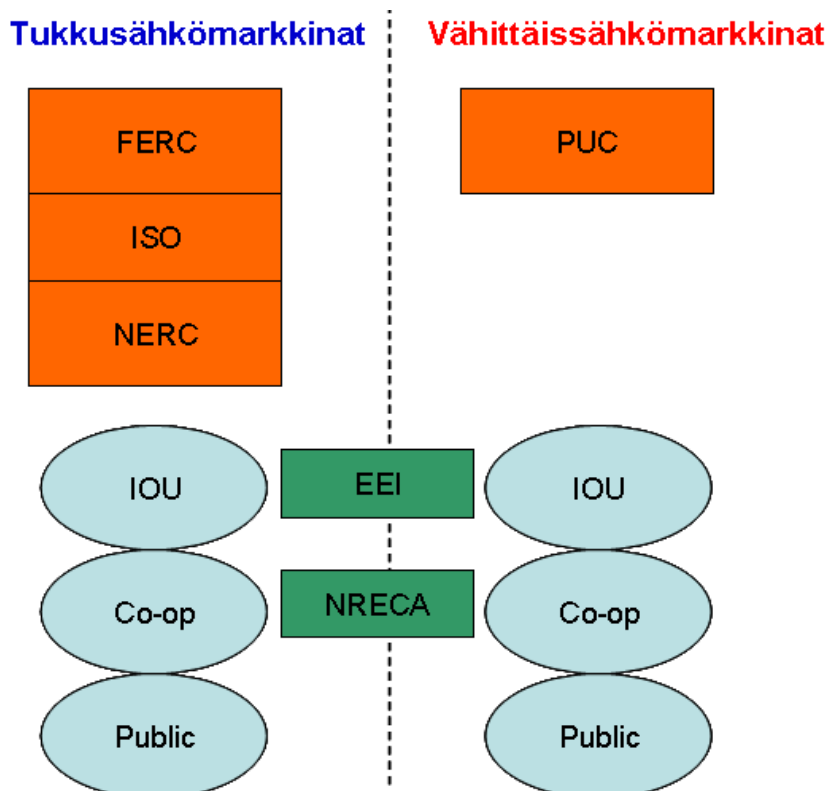 Tukkusähkömarkkinat
Vähittäissähkömarkkinat
FERC
PUC
ISO
NERC
IOU
EEI
IOU
Co-op
NRECA
Co-op
Public
Public